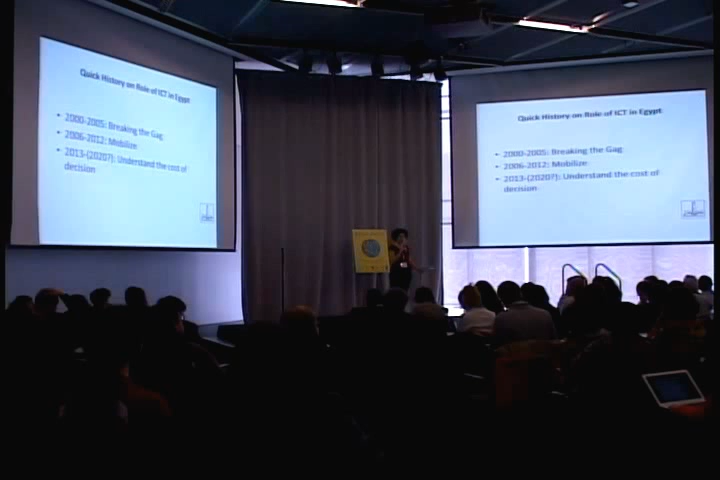 Quick History on Role of ICT in Egypt
• 2000-2005: Breaking the Gag
• 2006-2012: Mobilize
• 2013-(2020?): Understand the cost of
decision
Quick History on Role of ICT in Egypt
• 2000-2005: Breaking the Gag
• 2006-2012: Mobilize
• 2013-(2020?): Understand the cost of
decision